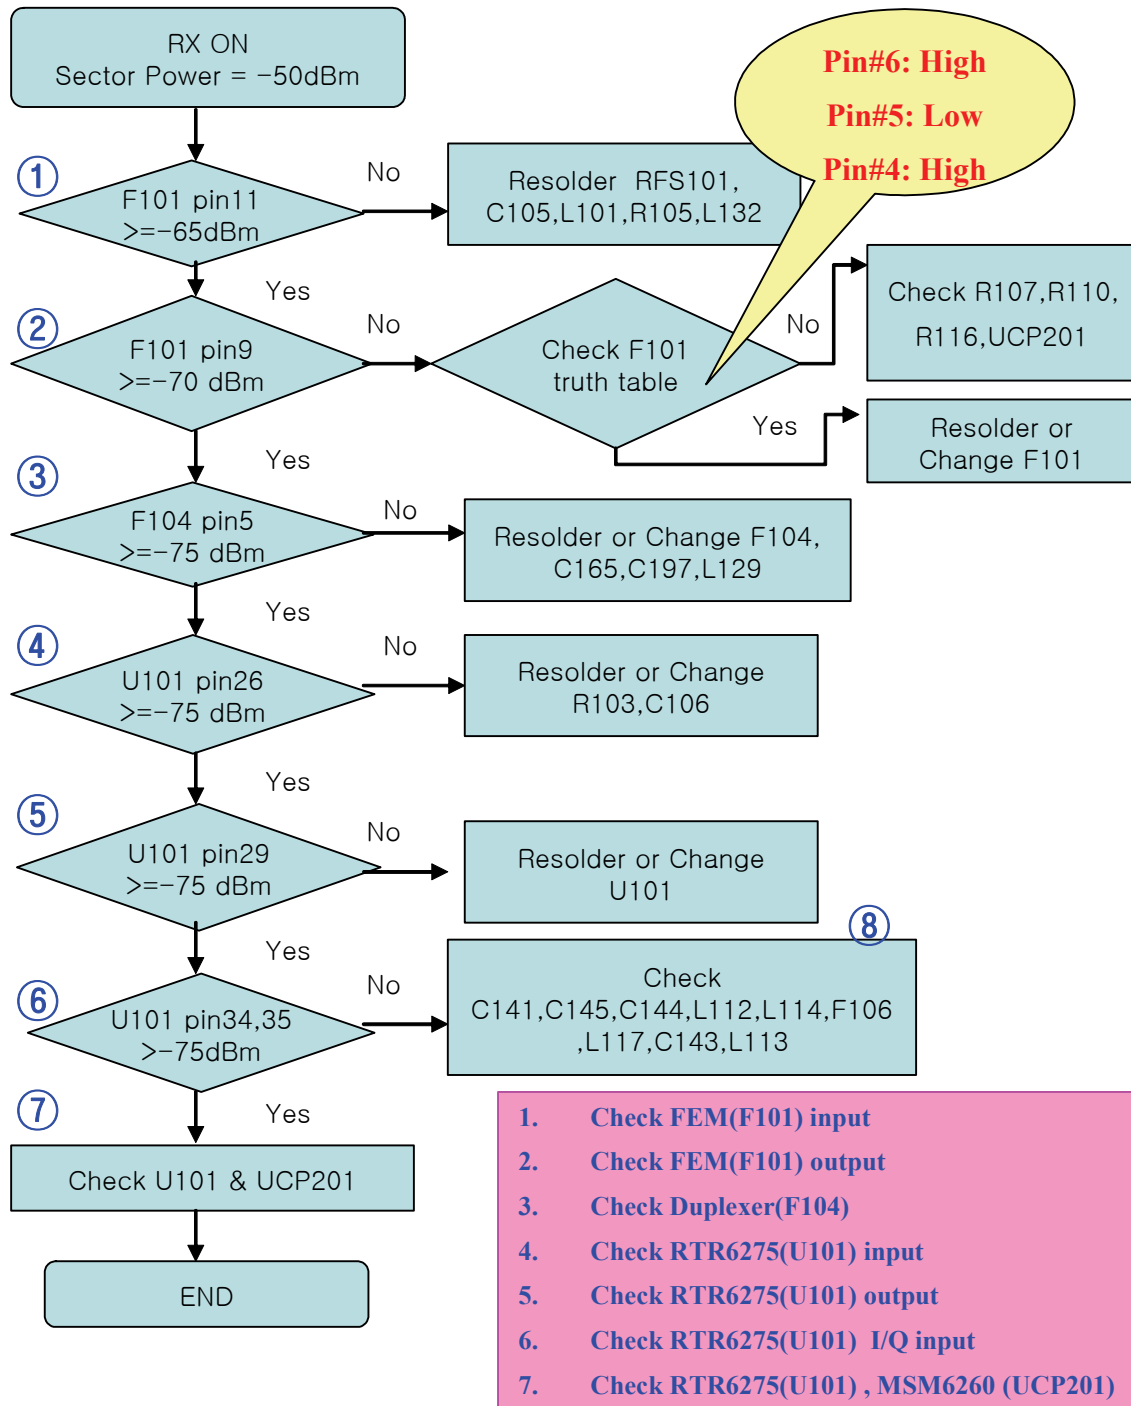 RX ON
Sector Power = -50dBm
Pin#6: High
Pin#5: Low
Pin#4: High
①
F101 pin11
>=-65dBm
No
Resolder RFS101,
C105,L101,R105,L132
Yes
②
F101 pin9
>=-70 dBm
No
Check F101
truth table
No
Check R107,R110,
R116,UCP201
Yes
Resolder or
Change F101
Yes
③
F104 pin5
>=-75 dBm
No
Resolder or Change F104,
C165,C197,L129
Yes
④
U101 pin26
>=-75 dBm
No
Resolder or Change
R103,C106
Yes
⑤
U101 pin29
>=-75 dBm
No
Resolder or Change
U101
Yes
⑥
U101 pin34,35
>-75dBm
No
⑧
Check
C141,C145,C144,L112,L114,F106
,L117,C143,L113
Yes
⑦
Check U101 & UCP201
END
1. Check FEM(F101) input
2. Check FEM(F101) output
3. Check Duplexer(F104)
4. Check RTR6275(U101) input
5. Check RTR6275(U101) output
6. Check RTR6275(U101) I/Q input
7. Check RTR6275(U101) , MSM6260 (UCP201)